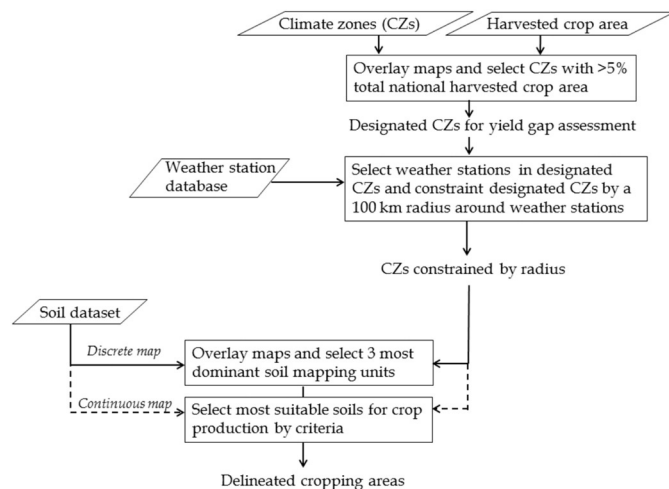 Climate zones (CZs)
Harvested crop area
Overlay maps and select CZs with >5%
total national harvested crop area
Designated CZs for yield gap assessment
Weather station
database
Select weather stations in designated
CZs and constraint designated CZs by a
100 km radius around weather stations
CZs constrained by radius
Soil dataset
Discrete map
Overlay maps and select 3 most
dominant soil mapping units
Continuous map
Select most suitable soils for crop
production by criteria
Delineated cropping areas